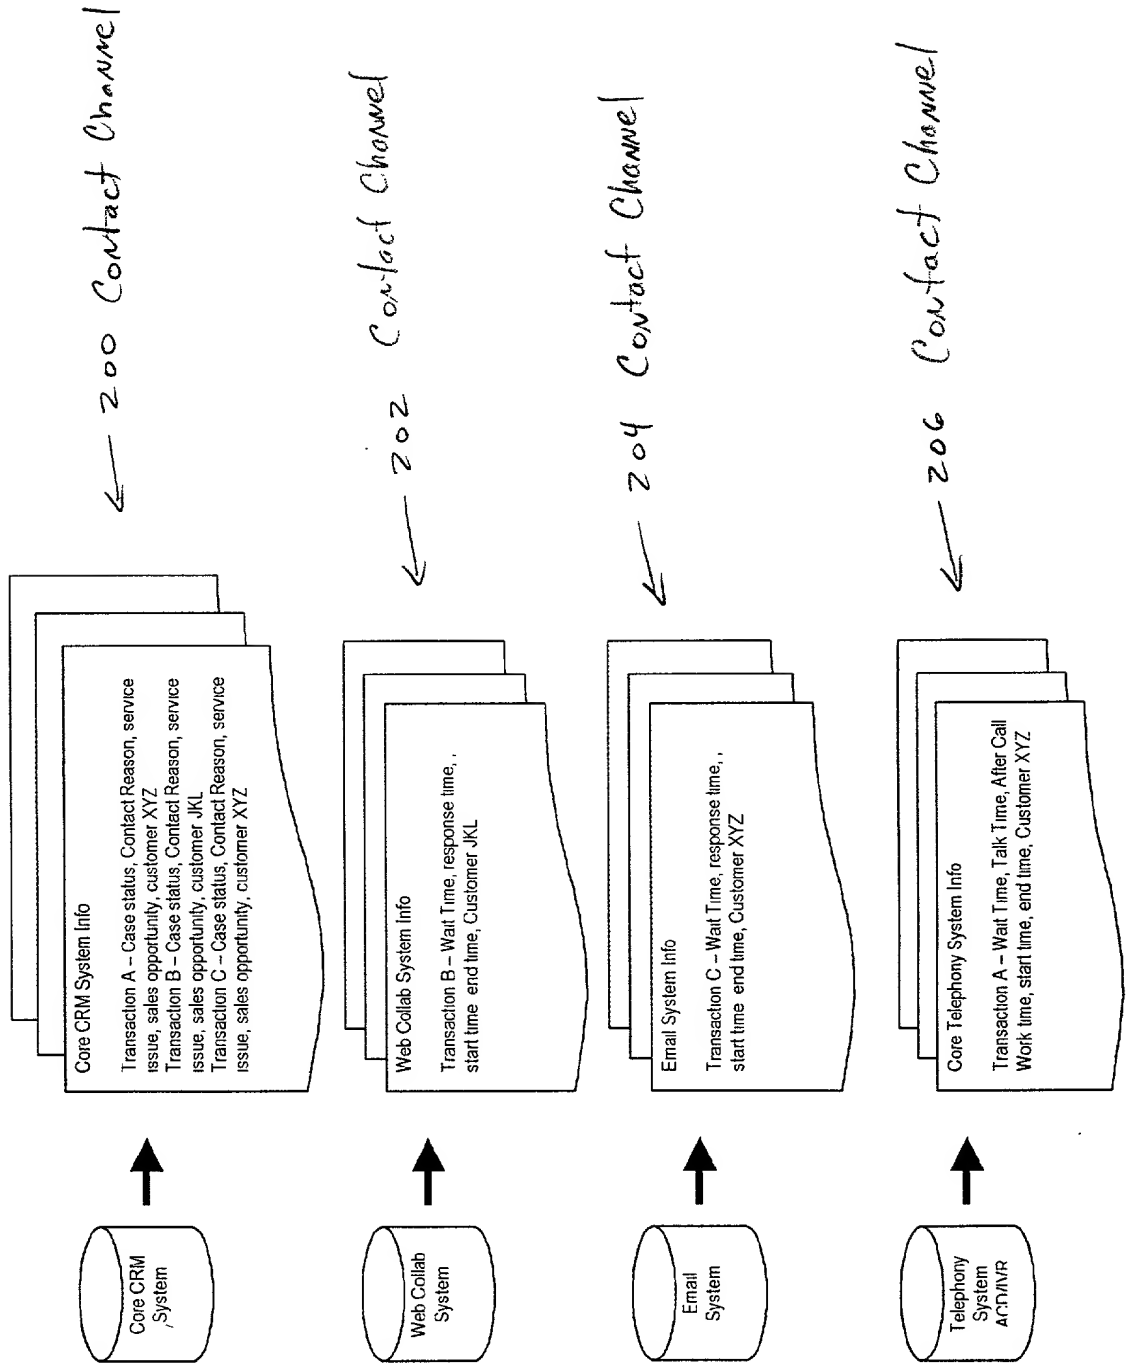 Core CRM
System
Core CRM System Info
Transaction A – Case status, Contact Reason, service
issue, sales opportunity, customer XYZ
Transaction B – Case status, Contact Reason, service
issue, sales opportunity, customer JKL
Transaction C – Case status, Contact Reason, service
issue, sales opportunity, customer XYZ
200 Contact Channel
Web Collab
System
Web Collab System Info
Transaction B – Wait Time, response time, ,
start time end time, Customer JKL
202 Contact Channel
Email
System
Email System Info
Transaction C – Wait Time, response time, ,
start time end time, Customer XYZ
204 Contact Channel
Telephony
System
ACD/IVR
Core Telephony System Info
Transaction A – Wait Time, Talk Time, After Call
Work time, start time, end time, Customer XYZ
206 Contact Channel